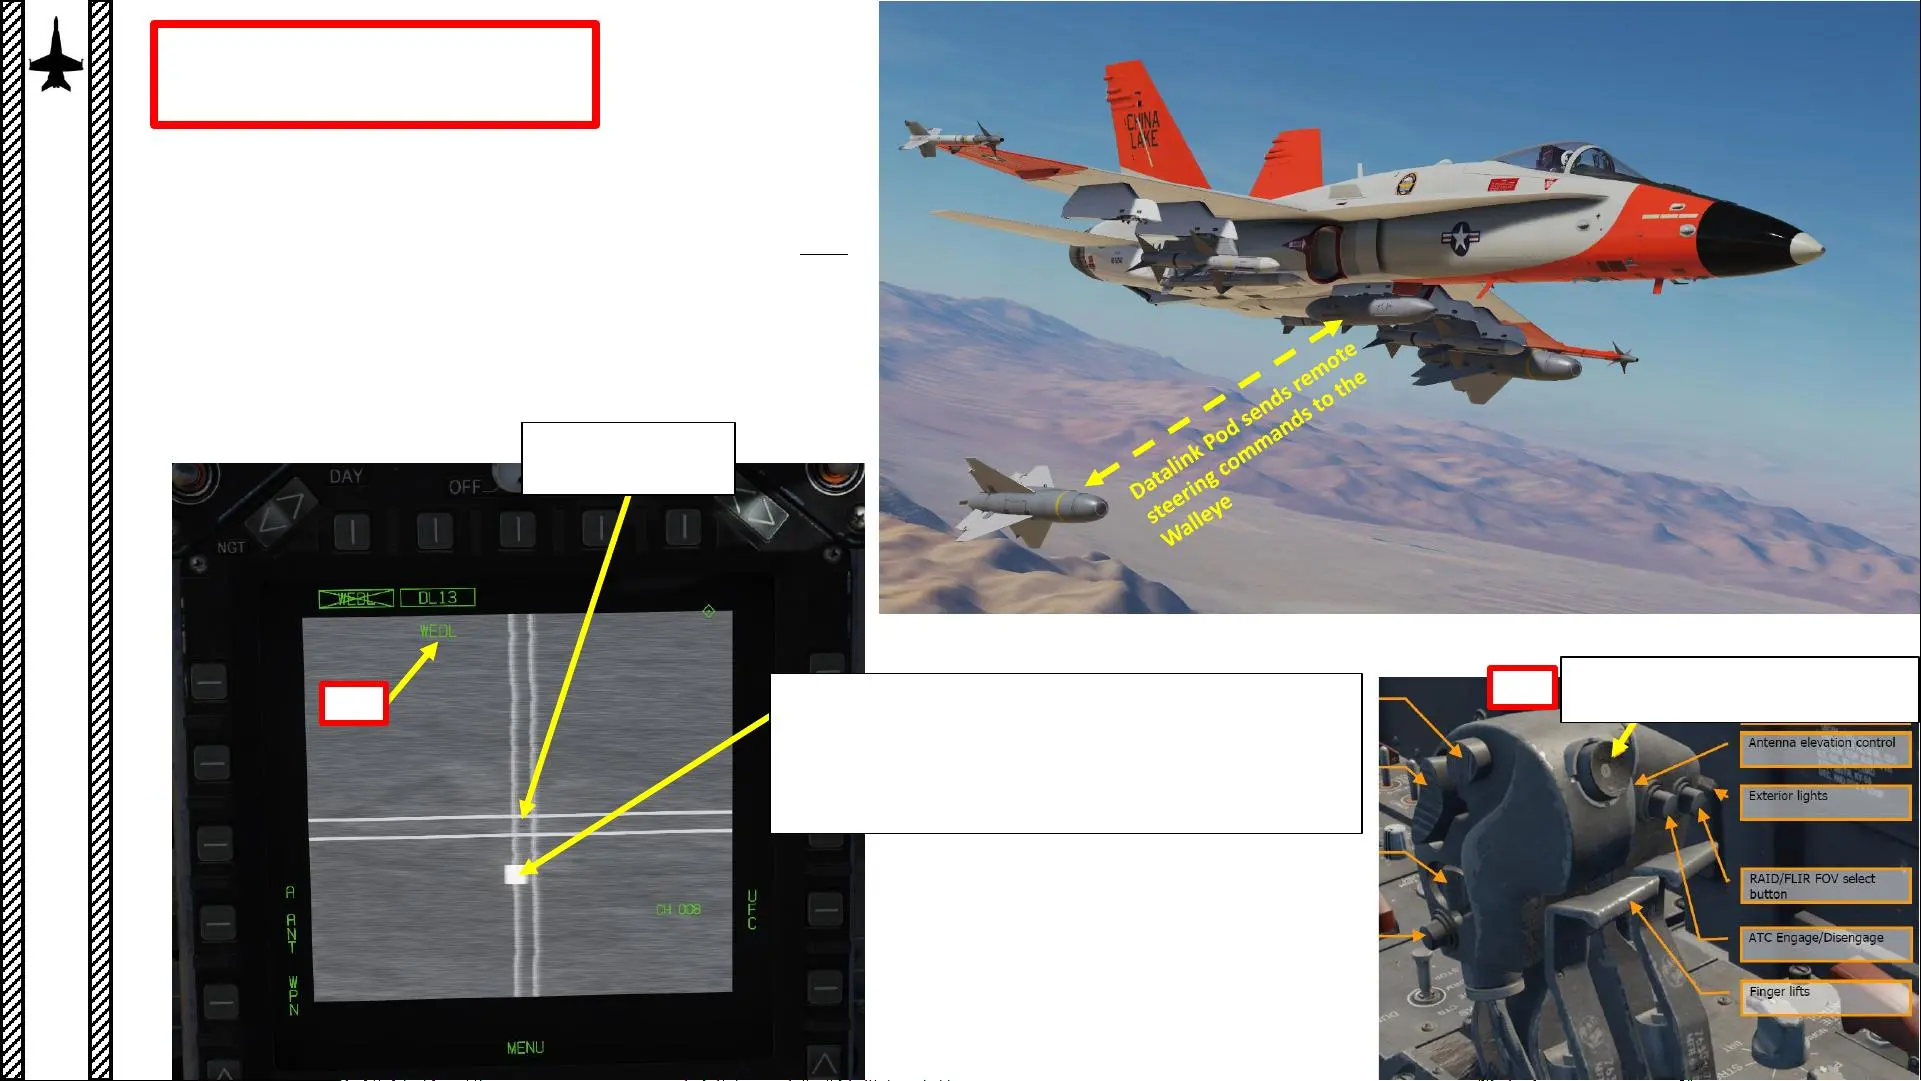 CHINA
LAKE
Datalink Pod sends remote
steering commands to the
Walleye
DAY
OFF
NGT
WEDL
DL13
WEDL
CH 008
A
ANT
WPN
UFC
MENU
Antenna elevation control
Exterior lights
RAID/FLIR FOV select
button
ATC Engage/Disengage
Finger lifts